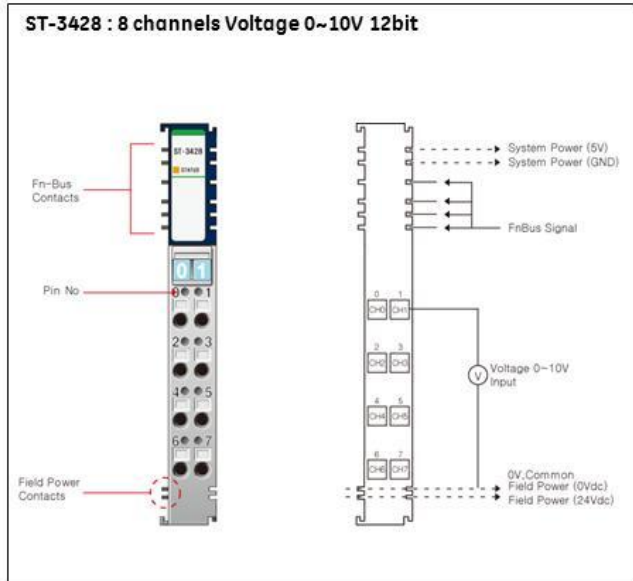 ST-3428 : 8 channels Voltage 0~10V 12bit
Fn-Bus
Contacts
ST-3428
STATUS
0 1
Pin No
0 1
2 3
4 5
6 7
Field Power
Contacts
System Power (5V)
System Power (GND)
FnBus Signal
0 1
CH0 CH1
2 3
CH2 CH3
V
Voltage 0~10V
Input
4 5
CH4 CH5
6 7
CH6 CH7
0V,Common
Field Power (0Vdc)
Field Power (24Vdc)